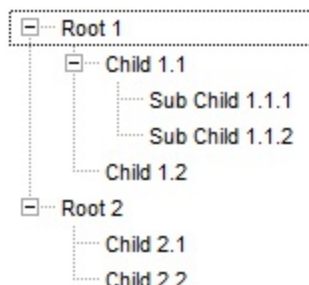 Root 1
Child 1.1
Sub Child 1.1.1
Sub Child 1.1.2
Child 1.2
Root 2
Child 2.1
Child 2.2